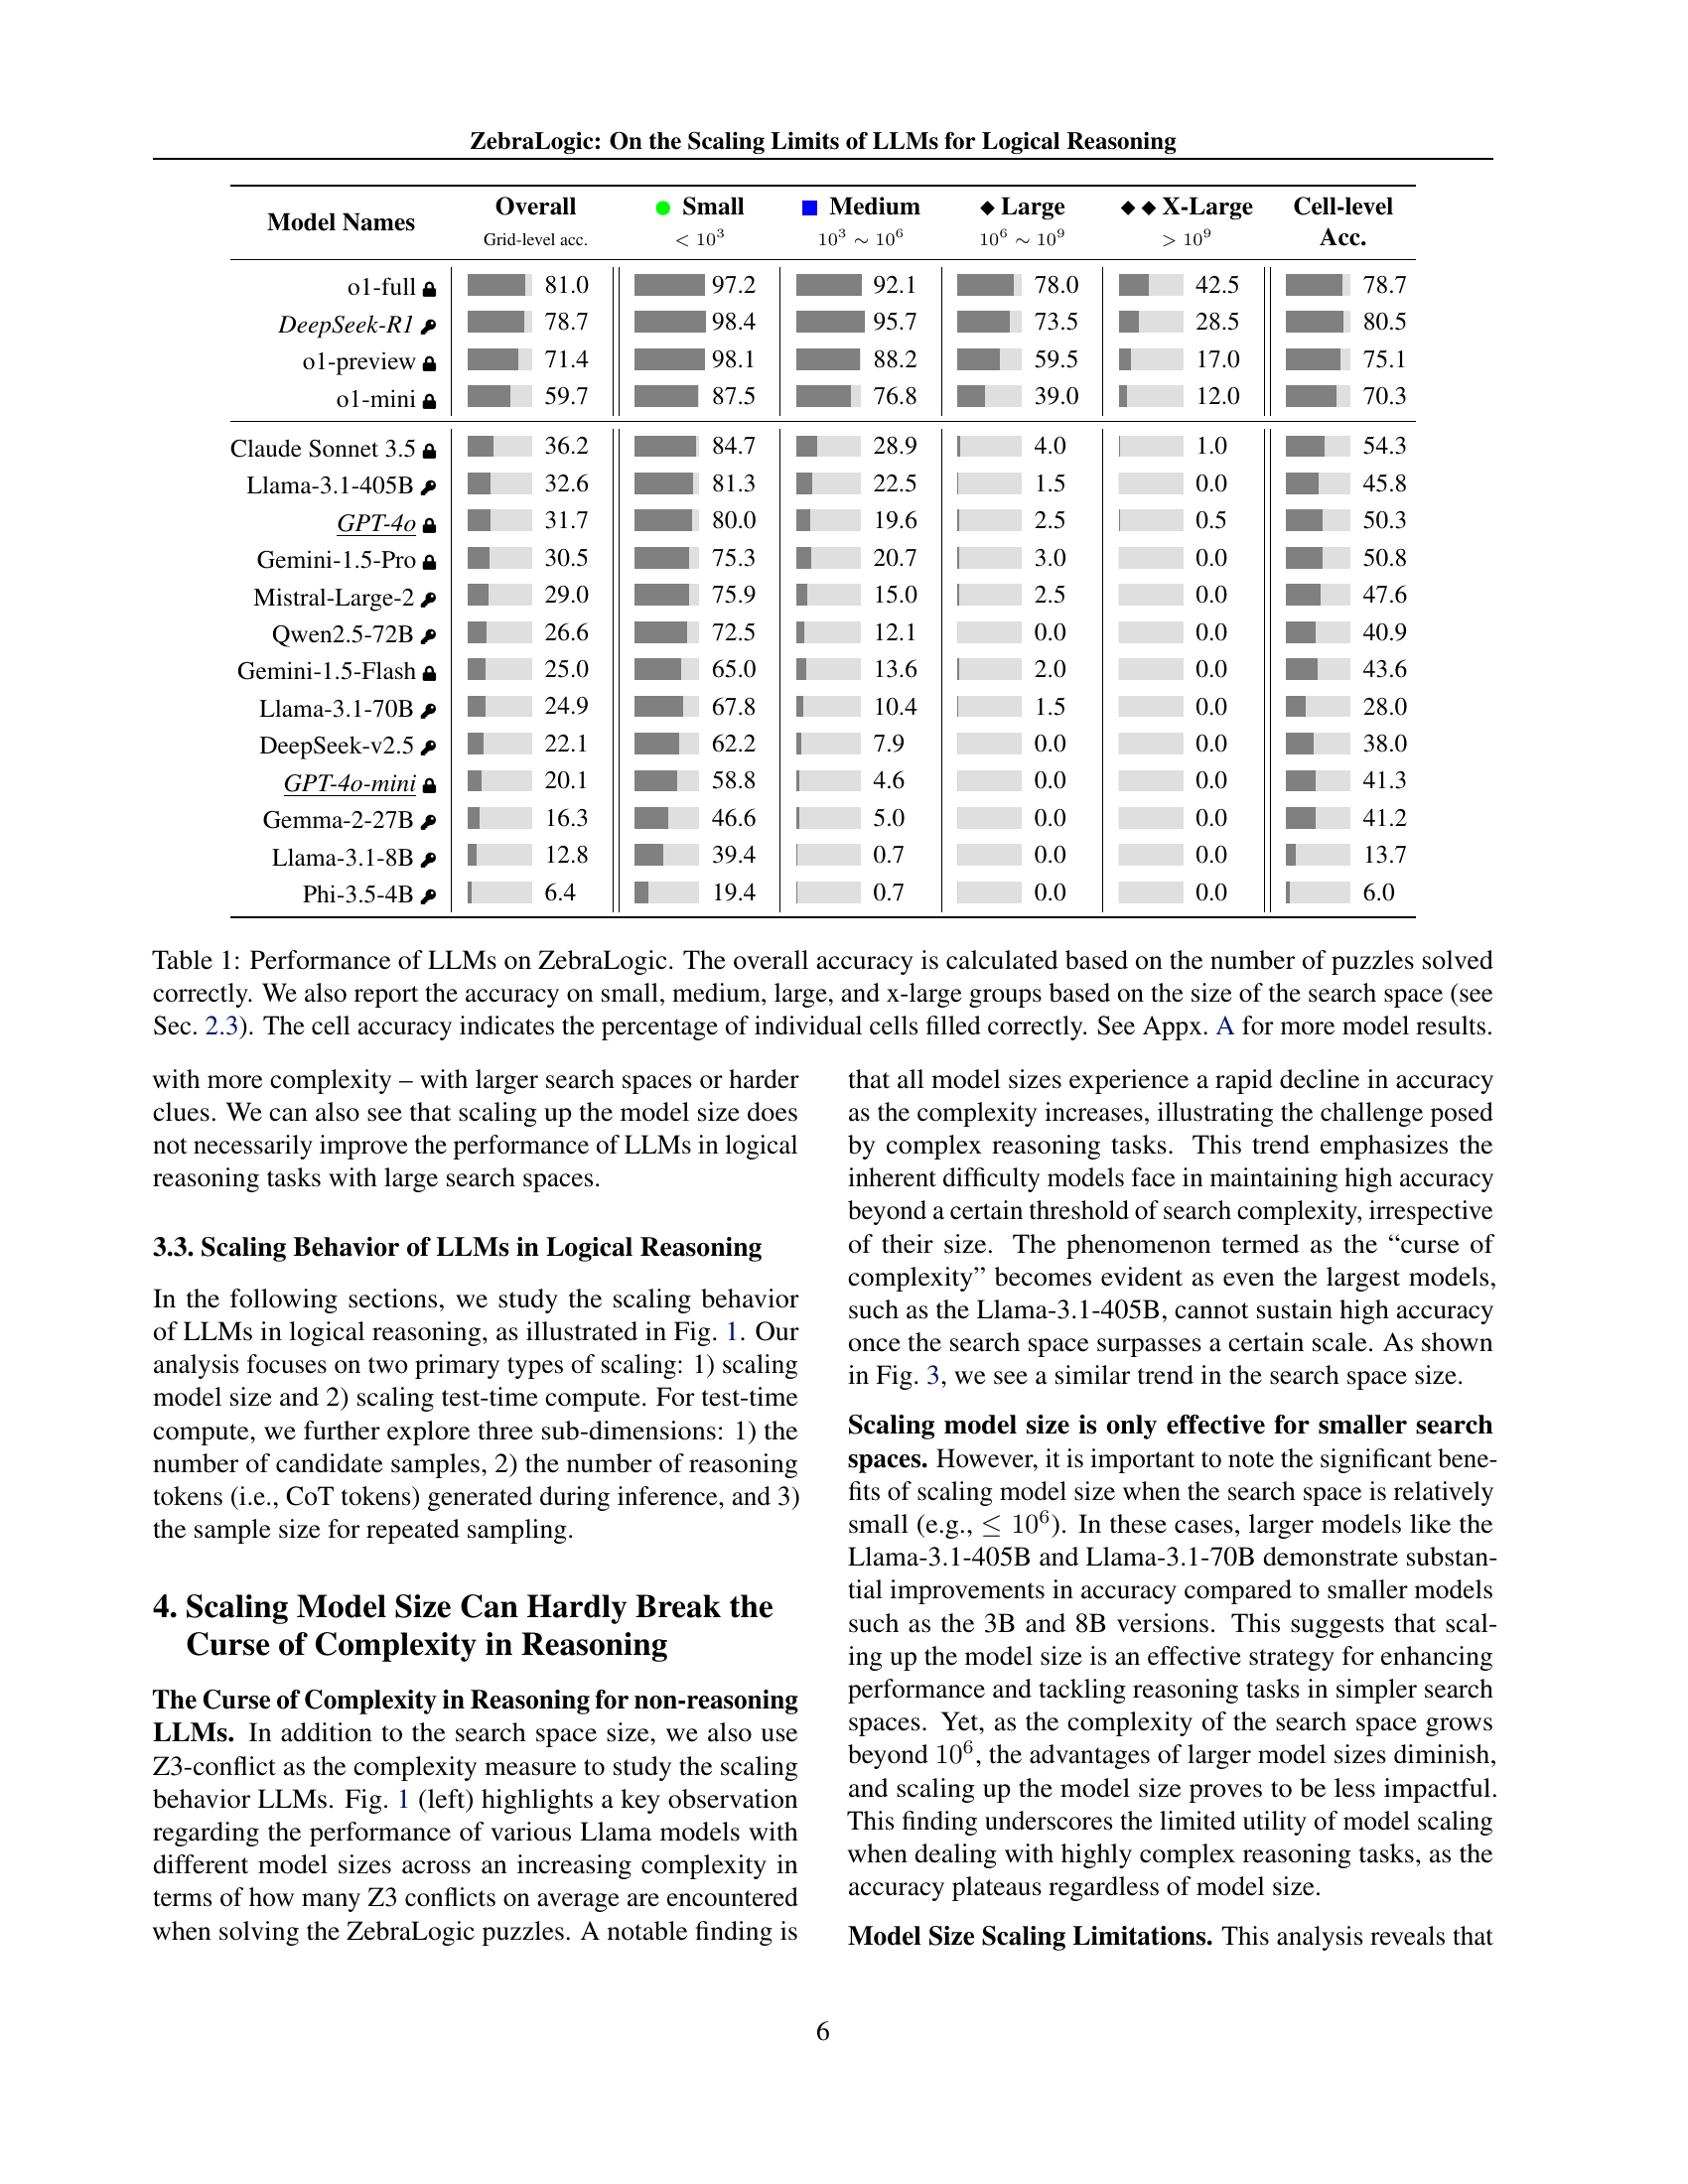 ZebraLogic: On the Scaling Limits of LLMs for Logical Reasoning
Model Names Overall Small Medium Large X-Large Cell-level Acc.
Grid-level acc. < 10³ 10³ ∼ 10⁶ 10⁶ ∼ 10⁹ > 10⁹
o1-full 81.0 97.2 92.1 78.0 42.5 78.7
DeepSeek-R1 78.7 98.4 95.7 73.5 28.5 80.5
o1-preview 71.4 98.1 88.2 59.5 17.0 75.1
o1-mini 59.7 87.5 76.8 39.0 12.0 70.3
Claude Sonnet 3.5 36.2 84.7 28.9 4.0 1.0 54.3
Llama-3.1-405B 32.6 81.3 22.5 1.5 0.0 45.8
GPT-4o 31.7 80.0 19.6 2.5 0.5 50.3
Gemini-1.5-Pro 30.5 75.3 20.7 3.0 0.0 50.8
Mistral-Large-2 29.0 75.9 15.0 2.5 0.0 47.6
Qwen2.5-72B 26.6 72.5 12.1 0.0 0.0 40.9
Gemini-1.5-Flash 25.0 65.0 13.6 2.0 0.0 43.6
Llama-3.1-70B 24.9 67.8 10.4 1.5 0.0 28.0
DeepSeek-v2.5 22.1 62.2 7.9 0.0 0.0 38.0
GPT-4o-mini 20.1 58.8 4.6 0.0 0.0 41.3
Gemma-2-27B 16.3 46.6 5.0 0.0 0.0 41.2
Llama-3.1-8B 12.8 39.4 0.7 0.0 0.0 13.7
Phi-3.5-4B 6.4 19.4 0.7 0.0 0.0 6.0
Table 1: Performance of LLMs on ZebraLogic. The overall accuracy is calculated based on the number of puzzles solved
correctly. We also report the accuracy on small, medium, large, and x-large groups based on the size of the search space (see
Sec. 2.3). The cell accuracy indicates the percentage of individual cells filled correctly. See Appx. A for more model results.
with more complexity – with larger search spaces or harder
clues. We can also see that scaling up the model size does
not necessarily improve the performance of LLMs in logical
reasoning tasks with large search spaces.
3.3. Scaling Behavior of LLMs in Logical Reasoning
In the following sections, we study the scaling behavior
of LLMs in logical reasoning, as illustrated in Fig. 1. Our
analysis focuses on two primary types of scaling: 1) scaling
model size and 2) scaling test-time compute. For test-time
compute, we further explore three sub-dimensions: 1) the
number of candidate samples, 2) the number of reasoning
tokens (i.e., CoT tokens) generated during inference, and 3)
the sample size for repeated sampling.
4. Scaling Model Size Can Hardly Break the
Curse of Complexity in Reasoning
The Curse of Complexity in Reasoning for non-reasoning
LLMs. In addition to the search space size, we also use
Z3-conflict as the complexity measure to study the scaling
behavior LLMs. Fig. 1 (left) highlights a key observation
regarding the performance of various Llama models with
different model sizes across an increasing complexity in
terms of how many Z3 conflicts on average are encountered
when solving the ZebraLogic puzzles. A notable finding is
that all model sizes experience a rapid decline in accuracy
as the complexity increases, illustrating the challenge posed
by complex reasoning tasks. This trend emphasizes the
inherent difficulty models face in maintaining high accuracy
beyond a certain threshold of search complexity, irrespective
of their size. The phenomenon termed as the “curse of
complexity” becomes evident as even the largest models,
such as the Llama-3.1-405B, cannot sustain high accuracy
once the search space surpasses a certain scale. As shown
in Fig. 3, we see a similar trend in the search space size.
Scaling model size is only effective for smaller search
spaces. However, it is important to note the significant bene-
fits of scaling model size when the search space is relatively
small (e.g., ≤ 10⁶). In these cases, larger models like the
Llama-3.1-405B and Llama-3.1-70B demonstrate substan-
tial improvements in accuracy compared to smaller models
such as the 3B and 8B versions. This suggests that scal-
ing up the model size is an effective strategy for enhancing
performance and tackling reasoning tasks in simpler search
spaces. Yet, as the complexity of the search space grows
beyond 10⁶, the advantages of larger model sizes diminish,
and scaling up the model size proves to be less impactful.
This finding underscores the limited utility of model scaling
when dealing with highly complex reasoning tasks, as the
accuracy plateaus regardless of model size.
Model Size Scaling Limitations. This analysis reveals that
6